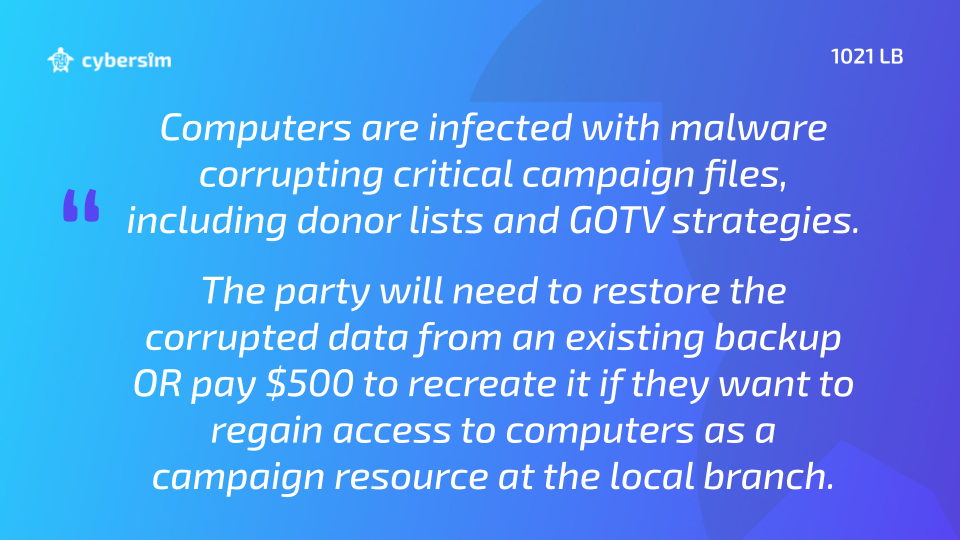 cybersim
1021 LB
Computers are infected with malware
corrupting critical campaign files,
“
including donor lists and GOTV strategies.
The party will need to restore the
corrupted data from an existing backup
OR pay $500 to recreate it if they want to
regain access to computers as a
campaign resource at the local branch.